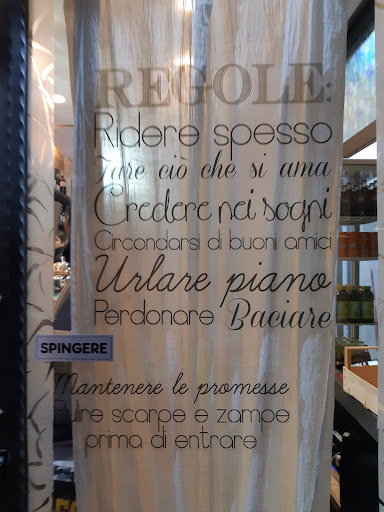 REGOLE:
Ridere spesso
Fare ciò che si ama
Credere nei sogni
Circondarsi di buoni amici
Urlare piano
Perdonare Baciare
SPINGERE
Mantenere le promesse
Pulire scarpe e zampe
prima di entrare